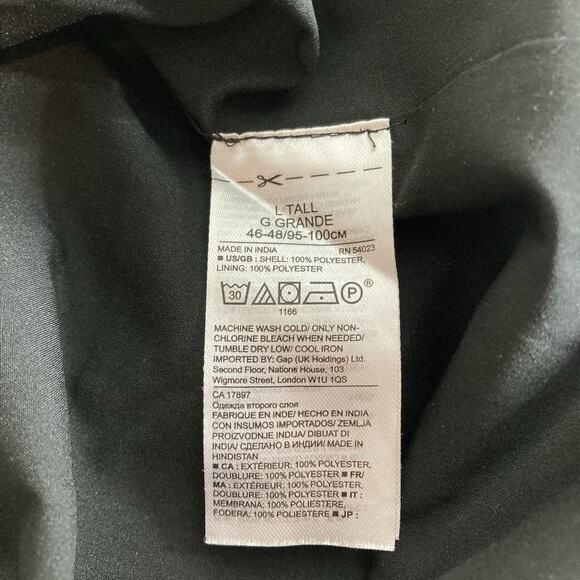 L TALL
G GRANDE
46-48/95-100CM
MADE IN INDIA RN 54023
■ US/GB : SHELL: 100% POLYESTER,
LINING: 100% POLYESTER
30 P ®
1166
MACHINE WASH COLD/ ONLY NON-
CHLORINE BLEACH WHEN NEEDED/
TUMBLE DRY LOW/ COOL IRON
IMPORTED BY: Gap (UK Holdings) Ltd.
Second Floor, Nations House, 103
Wigmore Street, London W1U 1QS
CA 17897
Одежда второго слоя
FABRIQUE EN INDE/ HECHO EN INDIA
CON INSUMOS IMPORTADOS/ ZEMLJA
PROIZVODNJE INDIJA/ DIBUAT DI
INDIA/ СДЕЛАНО В ИНДИИ/ MADE IN
HINDISTAN
■ CA : EXTÉRIEUR: 100% POLYESTER,
DOUBLURE: 100% POLYESTER ■ FR/
MA : EXTÉRIEUR: 100% POLYESTER,
DOUBLURE: 100% POLYESTER ■ IT :
MEMBRANA: 100% POLIESTERE,
FODERA: 100% POLIESTERE ■ JP :